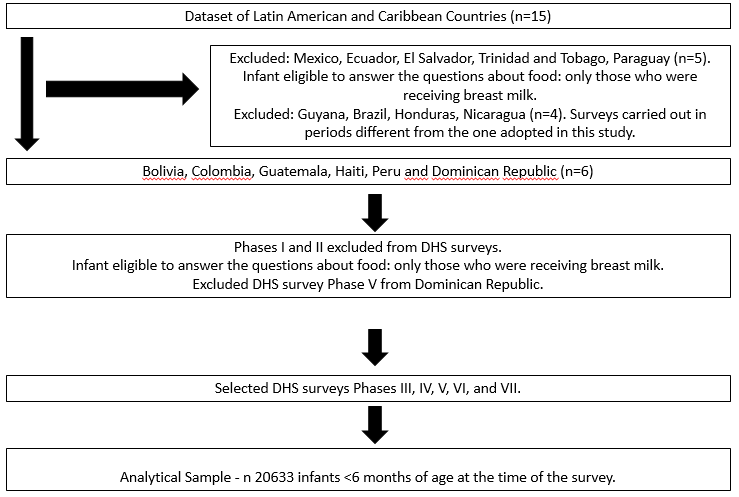 Dataset of Latin American and Caribbean Countries (n=15)
Excluded: Mexico, Ecuador, El Salvador, Trinidad and Tobago, Paraguay (n=5).
Infant eligible to answer the questions about food: only those who were
receiving breast milk.
Excluded: Guyana, Brazil, Honduras, Nicaragua (n=4). Surveys carried out in
periods different from the one adopted in this study.
Bolivia, Colombia, Guatemala, Haiti, Peru and Dominican Republic (n=6)
Phases I and II excluded from DHS surveys.
Infant eligible to answer the questions about food: only those who were receiving breast milk.
Excluded DHS survey Phase V from Dominican Republic.
Selected DHS surveys Phases III, IV, V, VI, and VII.
Analytical Sample - n 20633 infants <6 months of age at the time of the survey.